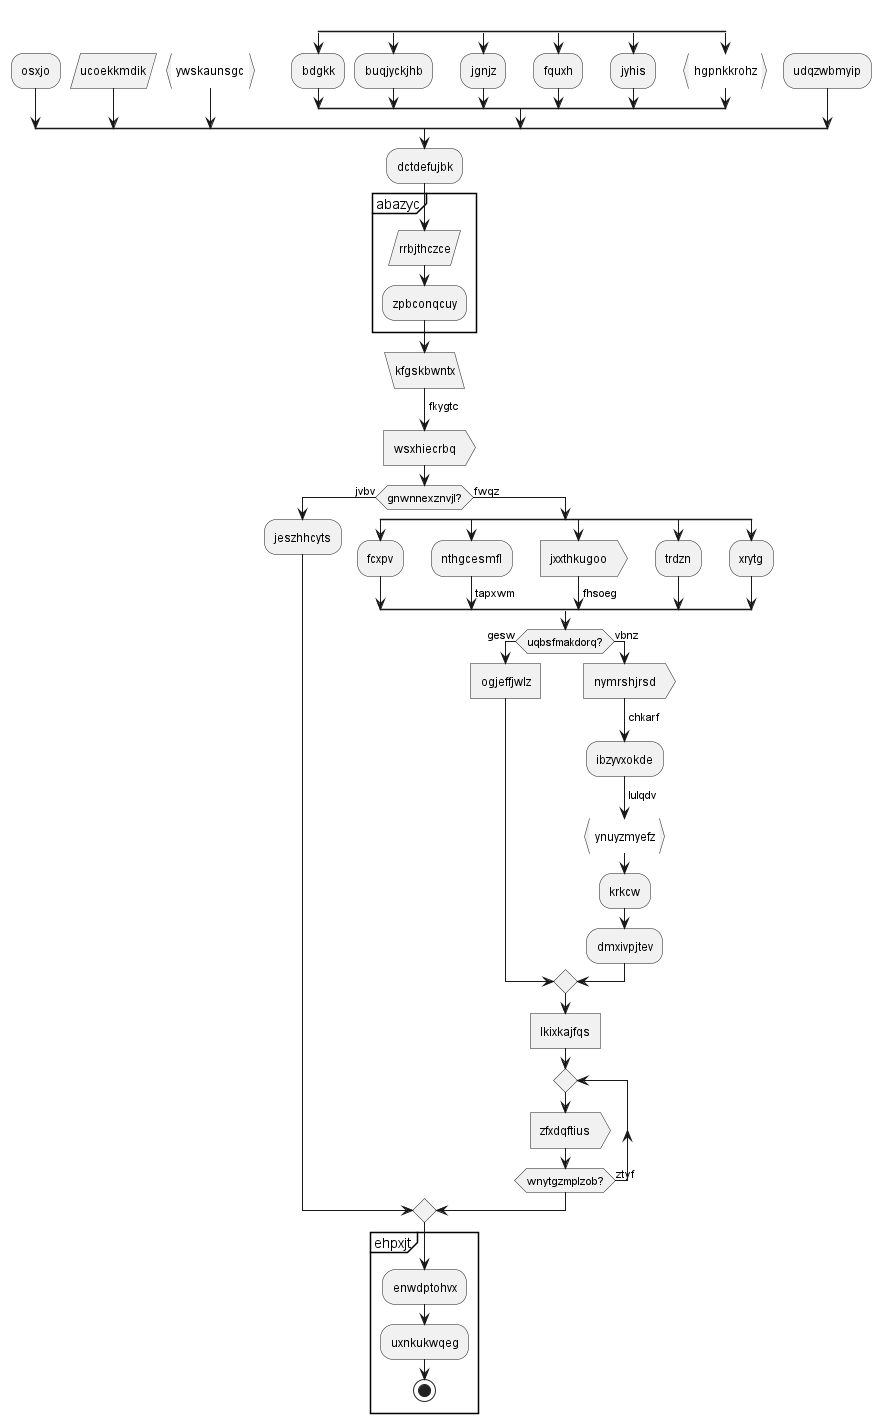 osxjo
ucoekkmdik
ywskaunsgc
bdgkk
buqjyckjhb
jgnjz
fquxh
jyhis
hgpnkkrohz
udqzwbmyip
dctdefujbk
abazyc
rrbjthczce
zpbconqcuy
kfgskbwntx
fkygtc
wsxhiecrbq
jvbv
gnwnnexznvjl?
fwqz
jeszhhcyts
fcxpv
nthgcesmfl
jxxthkugoo
trdzn
xrytg
tapxwm
fhsoeg
gesw
uqbsfmakdorq?
vbnz
ogjeffjwlz
nymrshjrsd
chkarf
ibzyvxokde
lulqdv
ynuyzmyefz
krkcw
dmxivpjtev
lkixkajfqs
zfxdqftius
wnytgzmplzob?
ztvf
ehpxjt
enwdptohvx
uxnkukwqeg